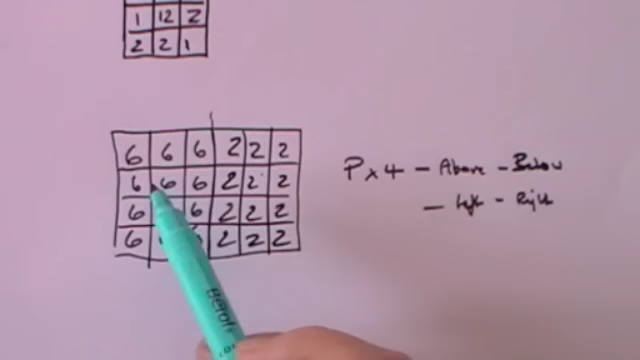 1 12 2
2 2 1
6 6 6 2 2 2
6 6 6 2 2 2
6 6 2 2 2
6 2 2 2
P x 4 - Above - Below
- Left - Right
Berol